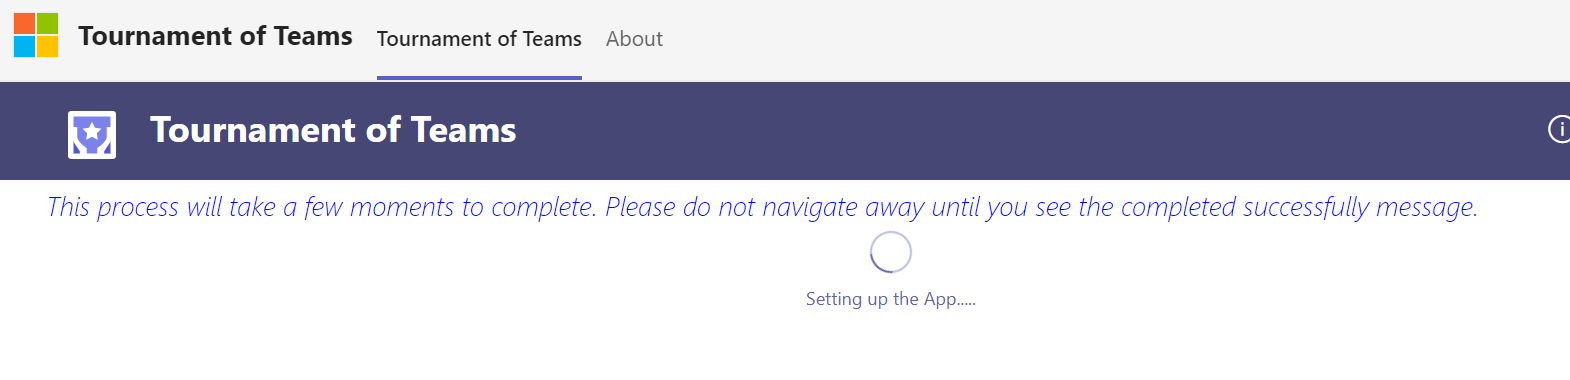 Tournament of Teams Tournament of Teams About
Tournament of Teams
This process will take a few moments to complete. Please do not navigate away until you see the completed successfully message.
Setting up the App.....